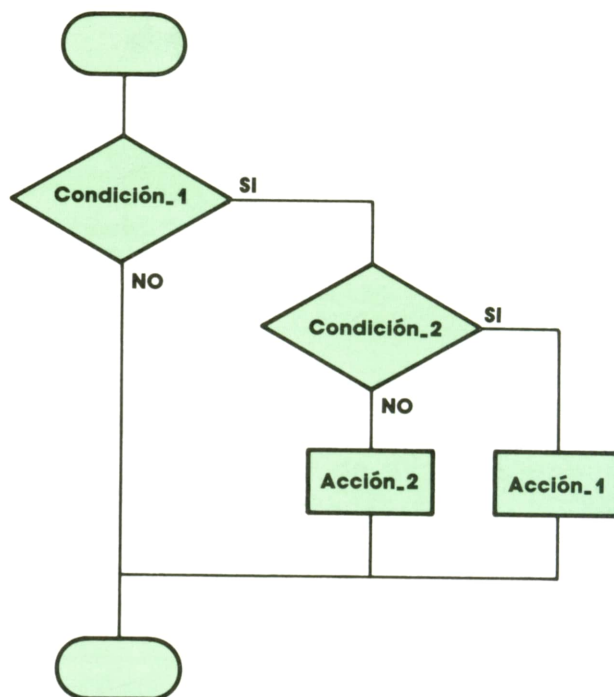 Condición_1
SI
NO
Condición_2
SI
NO
Acción_2
Acción_1